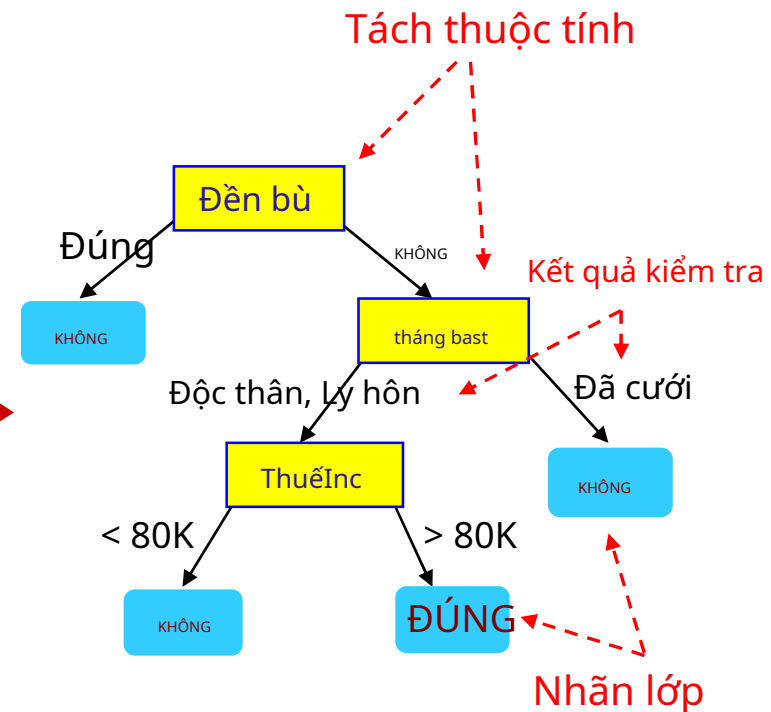 Tách thuộc tính
Đền bù
Đúng
KHÔNG
Kết quả kiểm tra
KHÔNG
tháng bast
Độc thân, Ly hôn
Đã cưới
ThuếInc
KHÔNG
< 80K
> 80K
KHÔNG
ĐÚNG
Nhãn lớp